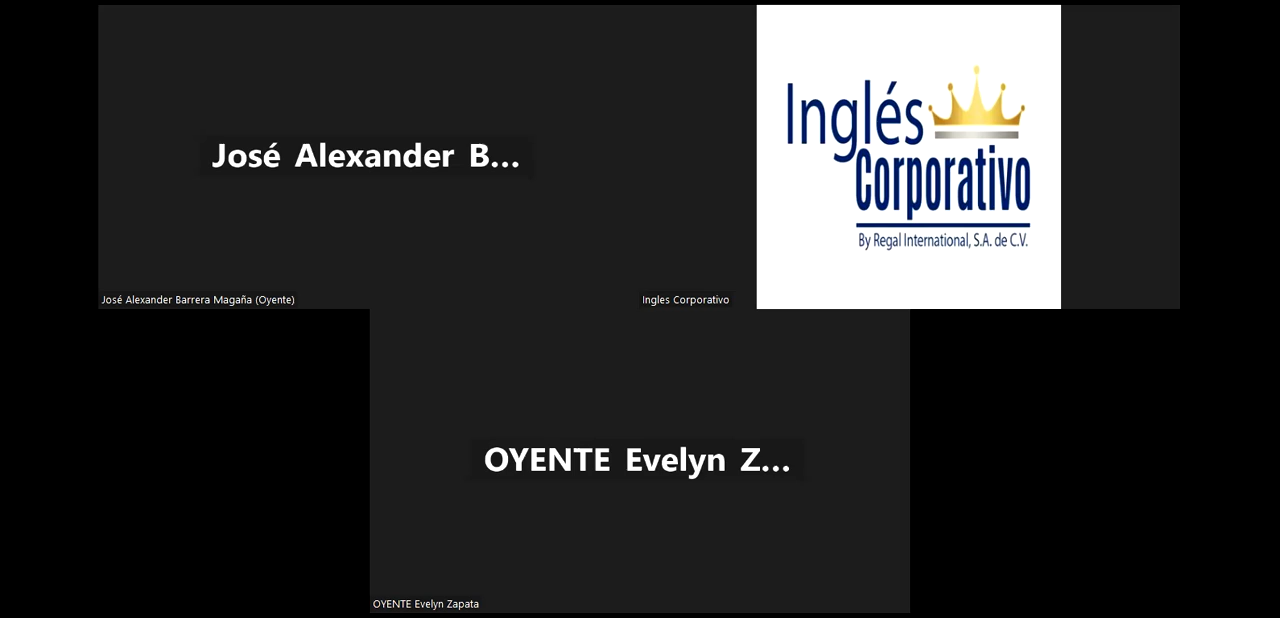 José Alexander B...
José Alexander Barrera Magaña (Oyente)
Inglés
Corporativo
By Regal International, S.A. de C.V.
Ingles Corporativo
OYENTE Evelyn Z...
OYENTE Evelyn Zapata